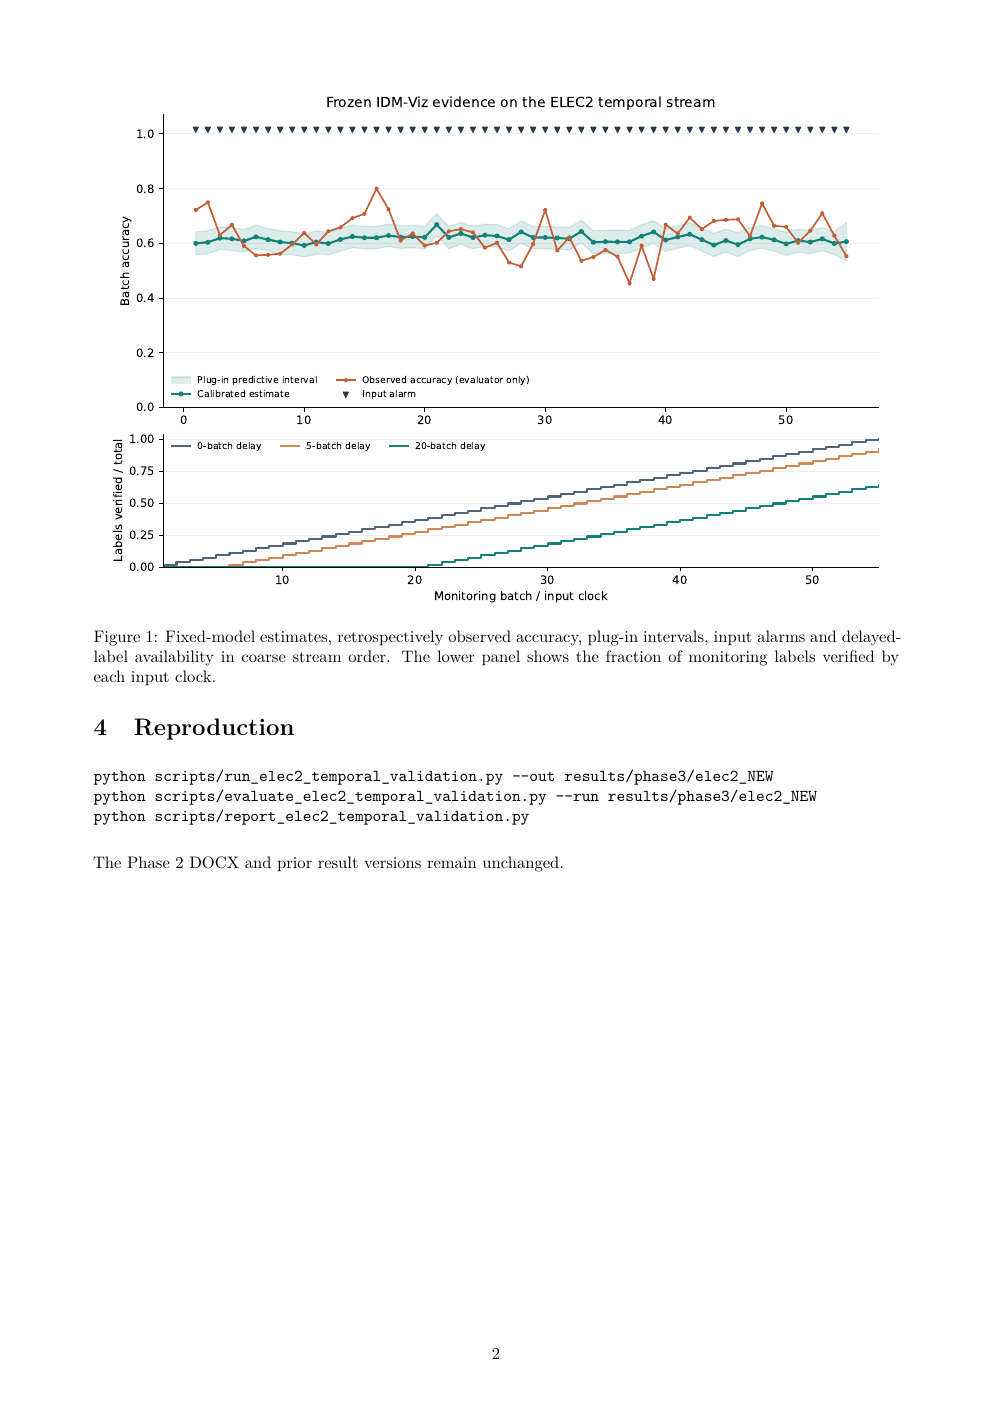 Frozen IDM-Viz evidence on the ELEC2 temporal stream
Batch accuracy
1.0
0.8
0.6
0.4
0.2
0.0
Plug-in predictive interval
Calibrated estimate
Observed accuracy (evaluator only)
Input alarm
0 10 20 30 40 50
Labels verified / total
1.00
0.75
0.50
0.25
0.00
0-batch delay 5-batch delay 20-batch delay
10 20 30 40 50
Monitoring batch / input clock
Figure 1: Fixed-model estimates, retrospectively observed accuracy, plug-in intervals, input alarms and delayed-
label availability in coarse stream order. The lower panel shows the fraction of monitoring labels verified by
each input clock.
4 Reproduction
python scripts/run_elec2_temporal_validation.py --out results/phase3/elec2_NEW
python scripts/evaluate_elec2_temporal_validation.py --run results/phase3/elec2_NEW
python scripts/report_elec2_temporal_validation.py
The Phase 2 DOCX and prior result versions remain unchanged.
2